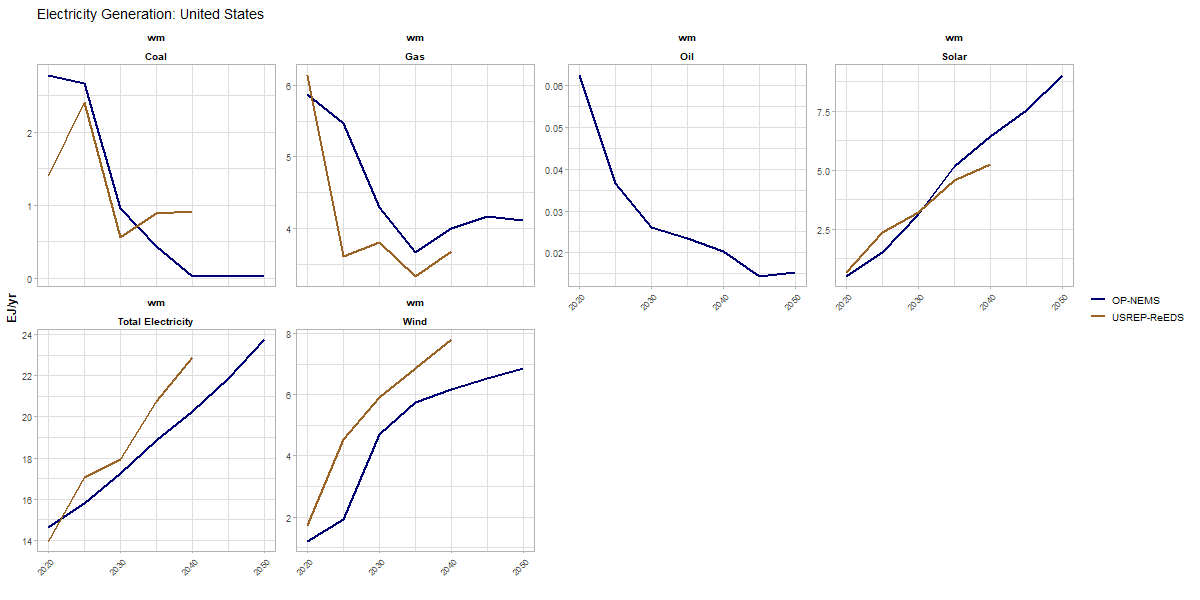 Electricity Generation: United States
wm
Coal
wm
Gas
wm
Oil
wm
Solar
2
1
0
6
5
4
0.06
0.05
0.04
0.03
0.02
7.5
5.0
2.5
2020
2030
2040
2050
2020
2030
2040
2050
EJ/yr
OP-NEMS
USREP-ReEDS
wm
Total Electricity
wm
Wind
24
22
20
18
16
14
8
6
4
2
2020
2030
2040
2050
2020
2030
2040
2050